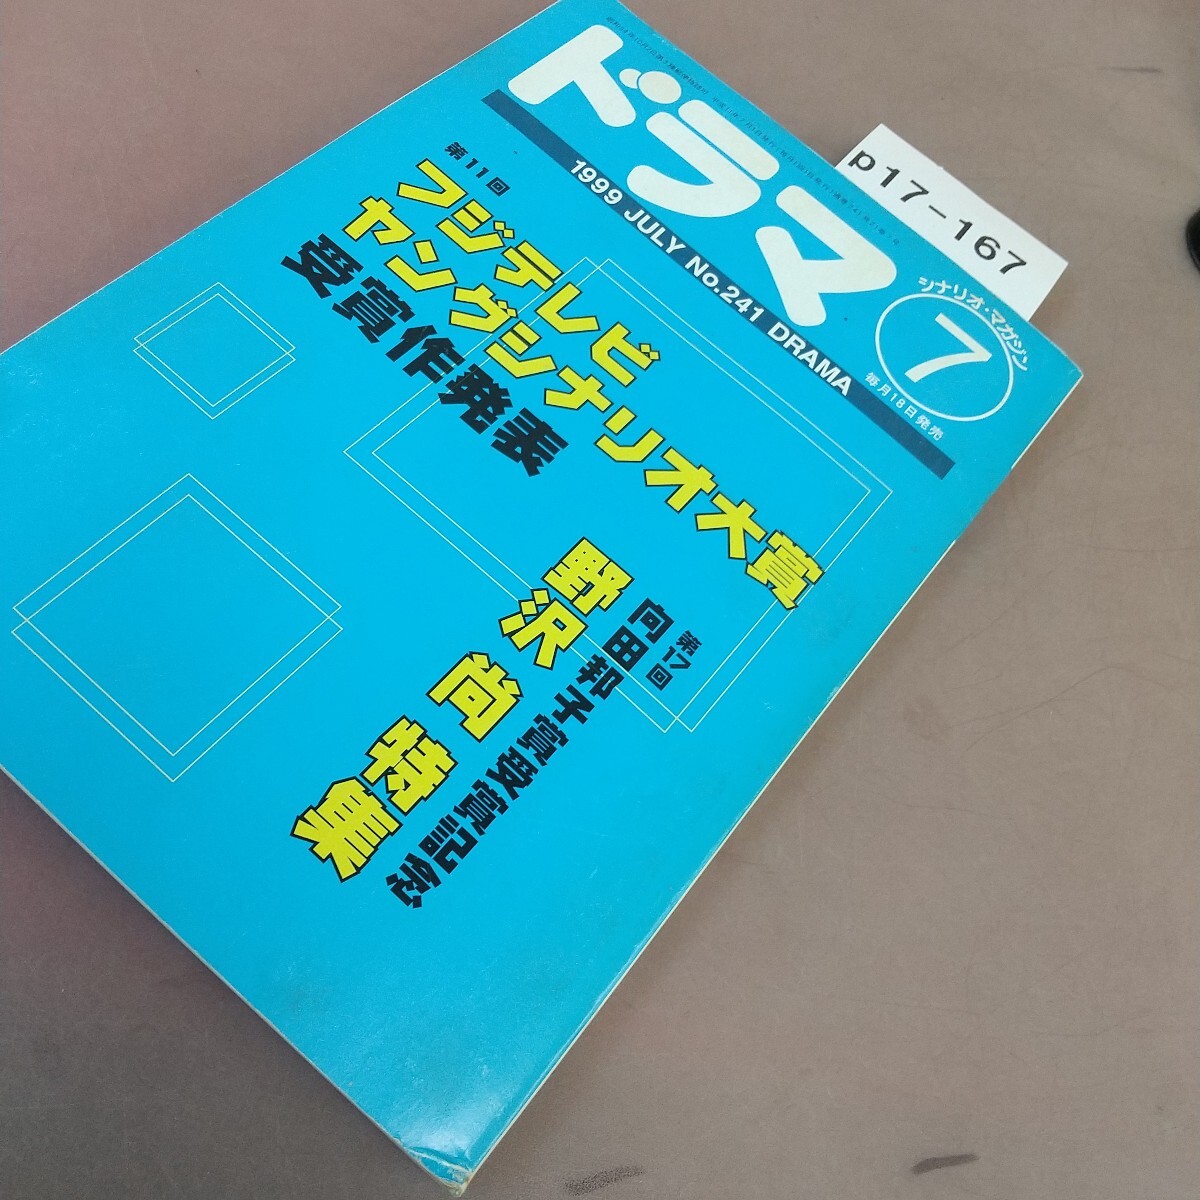 ドラマ
1999 JULY No.241 DRAMA
シナリオ・マガジン
7
毎月18日発売
p17-167
第11回
フジテレビ
ヤングシナリオ大賞
受賞作発表
第17回
向田邦子賞受賞記念
野沢 尚 特集